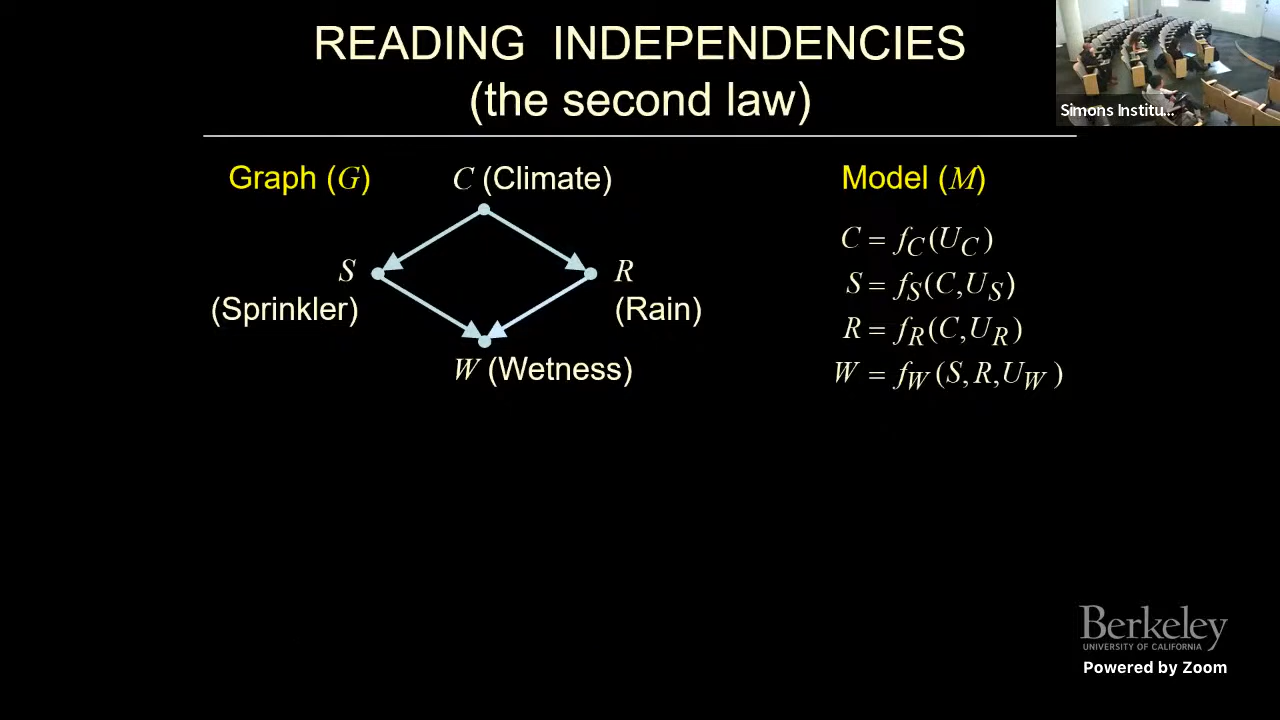 READING INDEPENDENCIES
(the second law)
Simons Institu...
Graph (G)
C (Climate)
S
(Sprinkler)
R
(Rain)
W (Wetness)
Model (M)
C = f_C(U_C)
S = f_S(C,U_S)
R = f_R(C,U_R)
W = f_W(S,R,U_W)
Berkeley
UNIVERSITY OF CALIFORNIA
Powered by Zoom